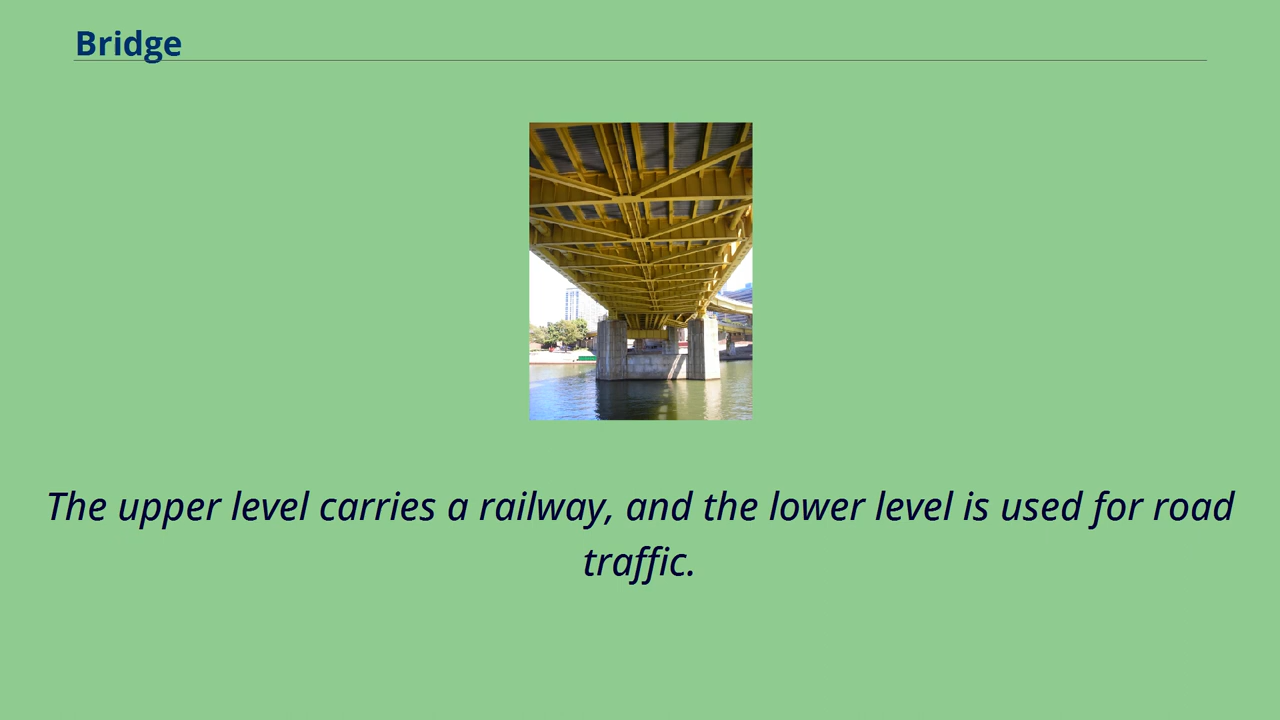 Bridge
The upper level carries a railway, and the lower level is used for road
traffic.